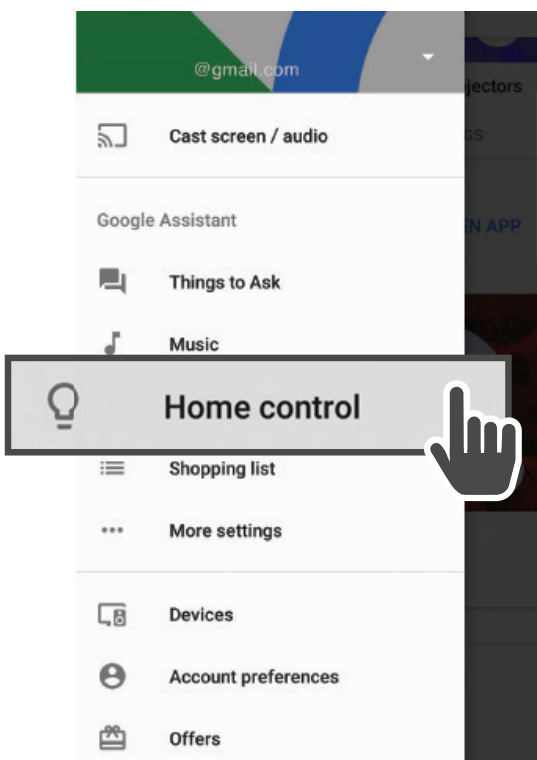 @gmail.com
jectors
Cast screen / audio
GS
Google Assistant
EN APP
Things to Ask
Music
Home control
Shopping list
More settings
Devices
Account preferences
Offers